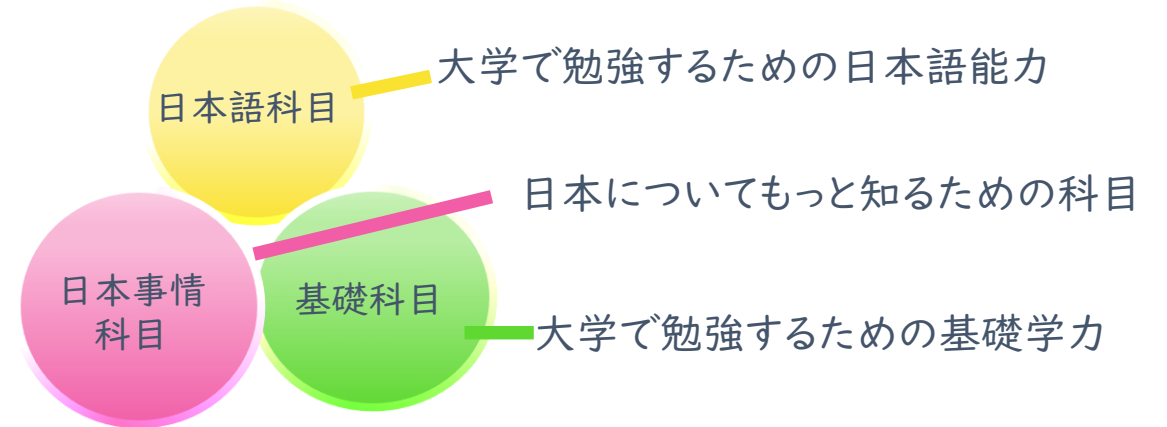 大学で勉強するための日本語能力
日本語科目
日本についてもっと知るための科目
日本事情
科目
基礎科目
大学で勉強するための基礎学力